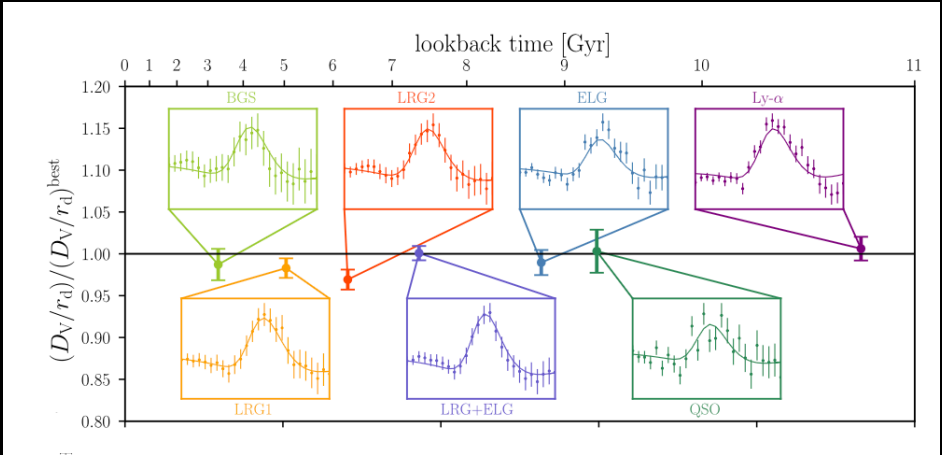 lookback time [Gyr]
0 1 2 3 4 5 6 7 8 9 10 11
1.20
1.15
1.10
1.05
1.00
0.95
0.90
0.85
0.80
(D_V/r_d)/(D_V/r_d)^best
BGS
LRG2
ELG
Ly-α
LRG1
LRG+ELG
QSO